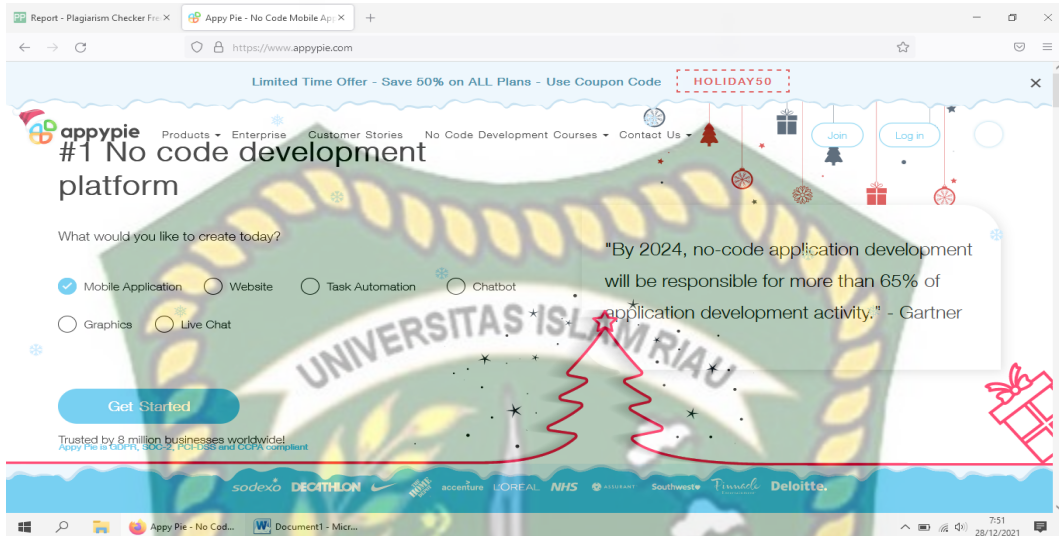 Report - Plagiarism Checker Fre
Appy Pie - No Code Mobile App
https://www.appypie.com
Limited Time Offer - Save 50% on ALL Plans - Use Coupon Code HOLIDAY50
appypie Products Enterprise Customer Stories No Code Development Courses Contact Us Join Log in
#1 No code development
platform
What would you like to create today?
Mobile Application Website Task Automation Chatbot
Graphics Live Chat
"By 2024, no-code application development
will be responsible for more than 65% of
application development activity." - Gartner
UNIVERSITAS ISLAM RIAU
Get Started
Trusted by 8 million businesses worldwide!
Appy Pie is GDPR, SOC-2, PCI-DSS and CCPA compliant
sodexo DECATHLON accenture L'ORÉAL NHS ASSURANT Southwest Pinnacle Deloitte.
Appy Pie - No Cod... Document1 - Micr...
7:51
28/12/2021